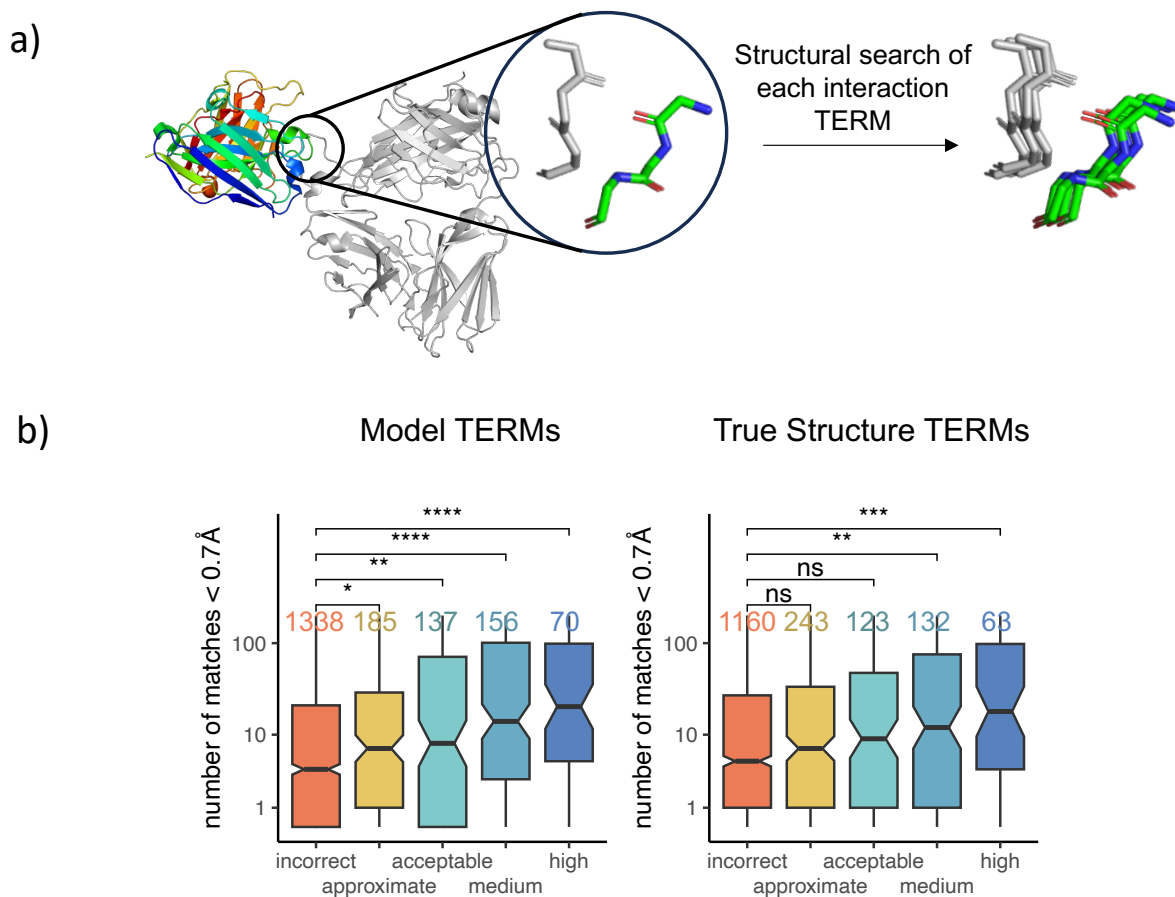 a)
Structural search of
each interaction
TERM
b)
Model TERMs
True Structure TERMs
number of matches < 0.7Å
100
10
1
****
****
**
*
1338
185
137
156
70
incorrect
approximate
acceptable
medium
high
number of matches < 0.7Å
100
10
1
***
**
ns
ns
1160
243
123
132
63
incorrect
approximate
acceptable
medium
high